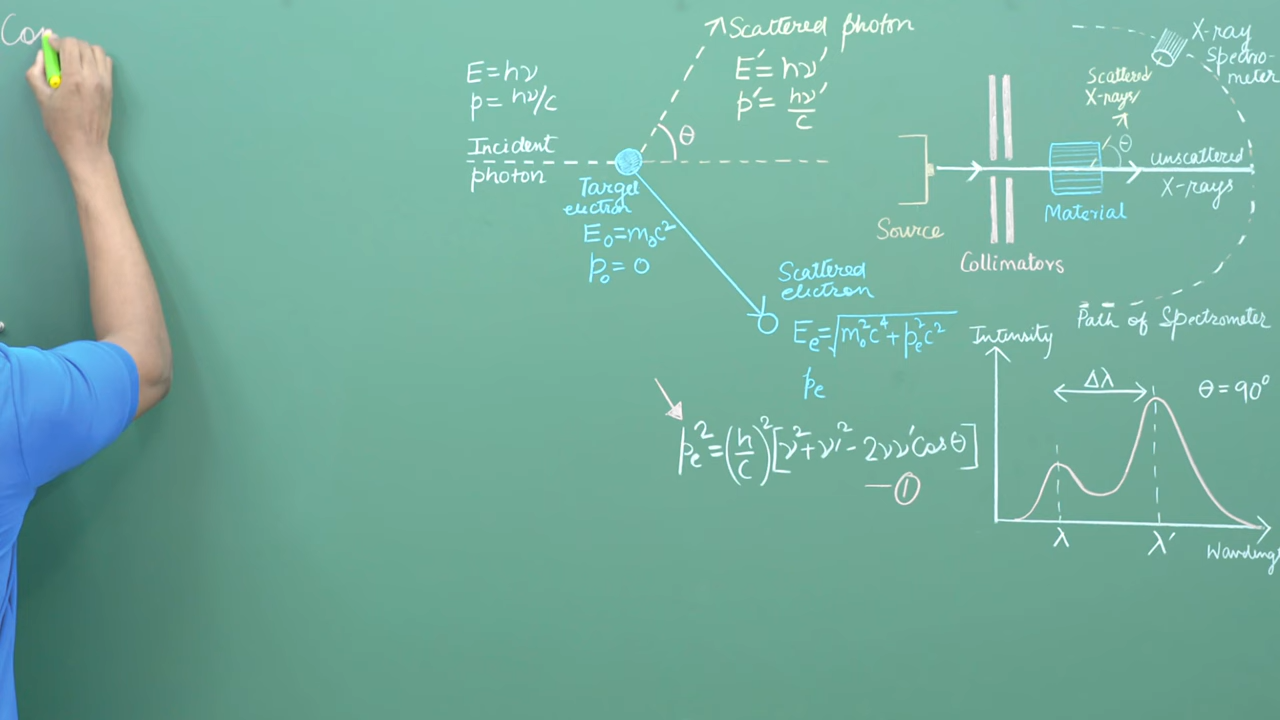 Con
E=hν
p= hν/c
Incident
photon
Scattered photon
E′= hν′
p′= hν′/c
θ
Target
electron
E₀=m₀c²
p₀= 0
Scattered
electron
Eₑ=√m₀²c⁴+pₑ²c²
pₑ
pₑ²=(h/c)²[ν²+ν′²-2νν′Cosθ]
—①
X-ray
Spectro-
meter
Scattered
X-rays
θ
unscattered
X-rays
Source
Material
Collimators
Path of Spectrometer
Intensity
Δλ
θ=90°
λ
λ′